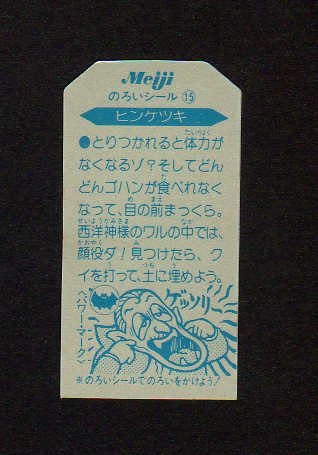 Meiji
のろいシール⑮
ヒンケツキ
●とりつかれると体力が
なくなるゾ？そしてどん
どんゴハンが食べれなく
なって、目の前まっくら。
西洋神様のワルの中では、
顔役ダ！見つけたら、ク
イを打って、土に埋めよう。
パワーマーク
ゲッソリー
※のろいシールでのろいをかけよう！